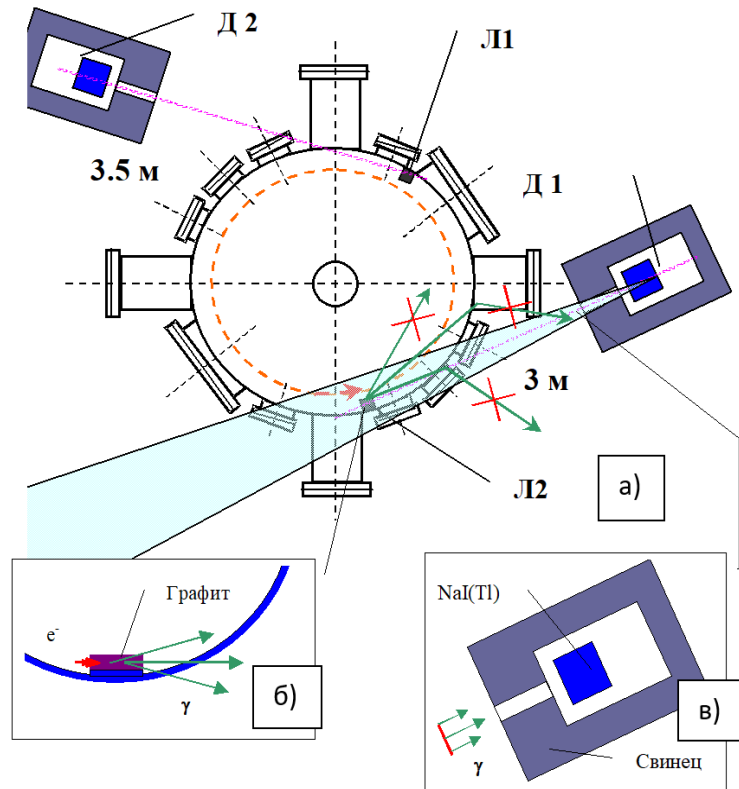 Д 2
Л1
3.5 м
Д 1
3 м
Л2
а)
Графит
e-
γ
б)
NaI(Tl)
в)
γ
Свинец